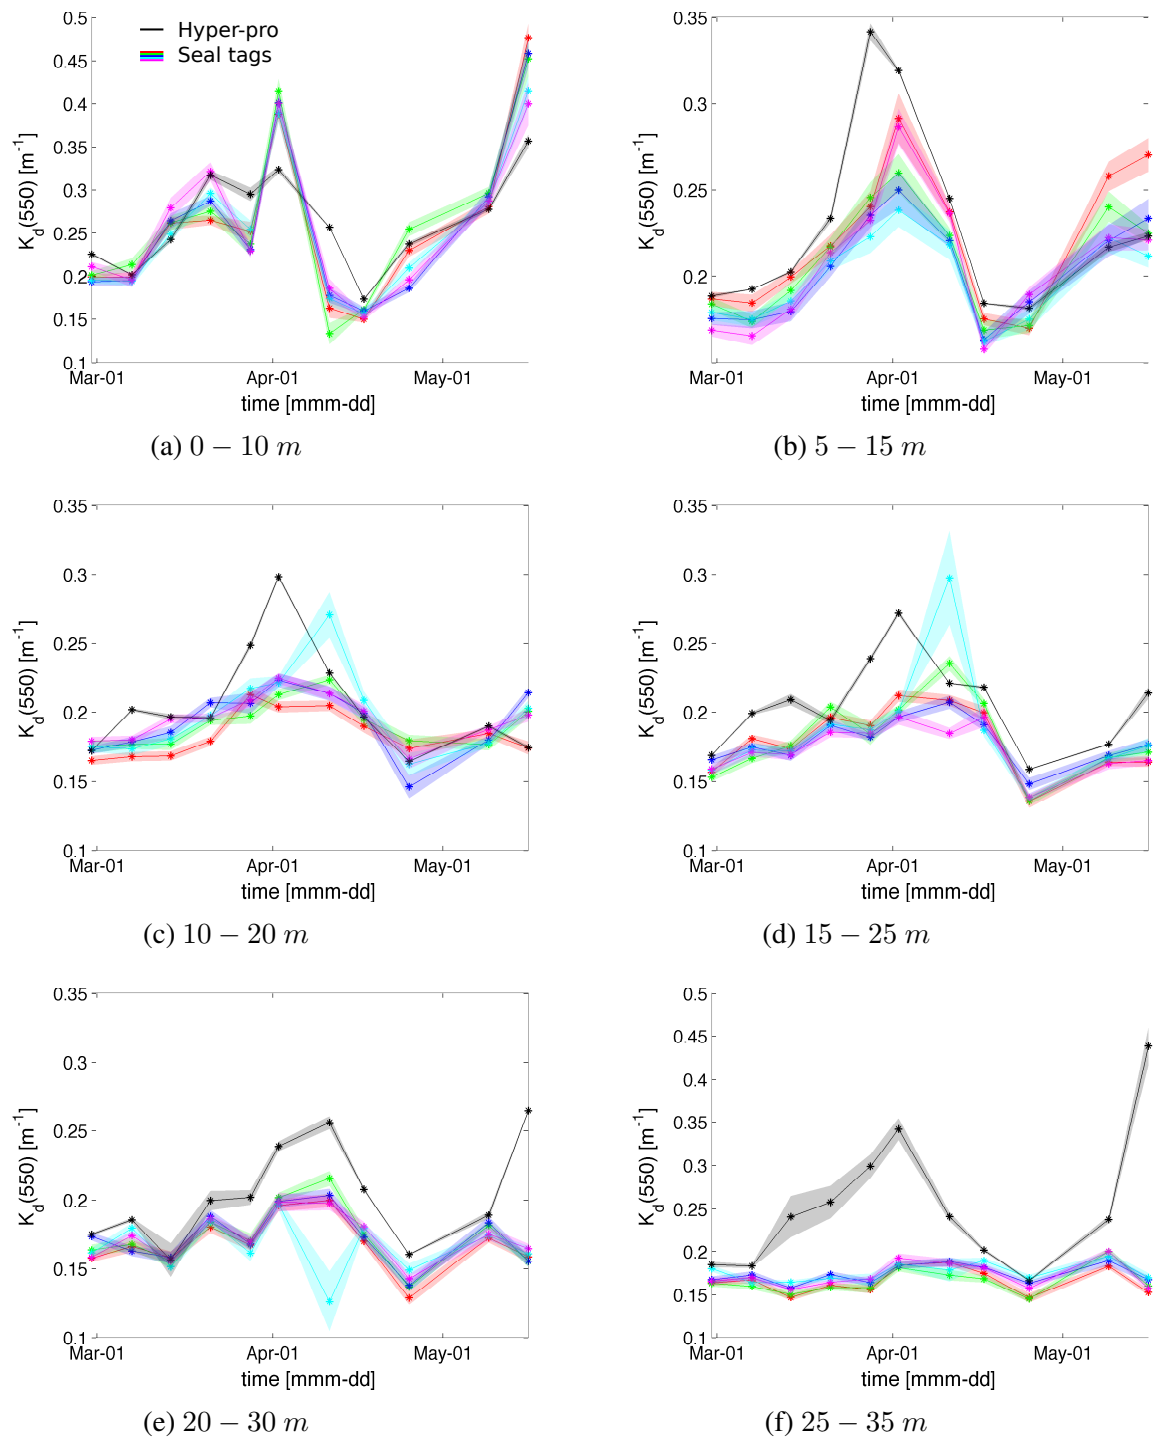 Hyper-pro
Seal tags
0.5
0.45
0.4
0.35
0.3
0.25
0.2
0.15
0.1
K_d(550) [m^-1]
Mar-01 Apr-01 May-01
time [mmm-dd]
(a) 0 – 10 m
0.35
0.3
0.25
0.2
K_d(550) [m^-1]
Mar-01 Apr-01 May-01
time [mmm-dd]
(b) 5 – 15 m
0.35
0.3
0.25
0.2
0.15
0.1
K_d(550) [m^-1]
Mar-01 Apr-01 May-01
time [mmm-dd]
(c) 10 – 20 m
0.35
0.3
0.25
0.2
0.15
0.1
K_d(550) [m^-1]
Mar-01 Apr-01 May-01
time [mmm-dd]
(d) 15 – 25 m
0.35
0.3
0.25
0.2
0.15
0.1
K_d(550) [m^-1]
Mar-01 Apr-01 May-01
time [mmm-dd]
(e) 20 – 30 m
0.5
0.45
0.4
0.35
0.3
0.25
0.2
0.15
0.1
K_d(550) [m^-1]
Mar-01 Apr-01 May-01
time [mmm-dd]
(f) 25 – 35 m